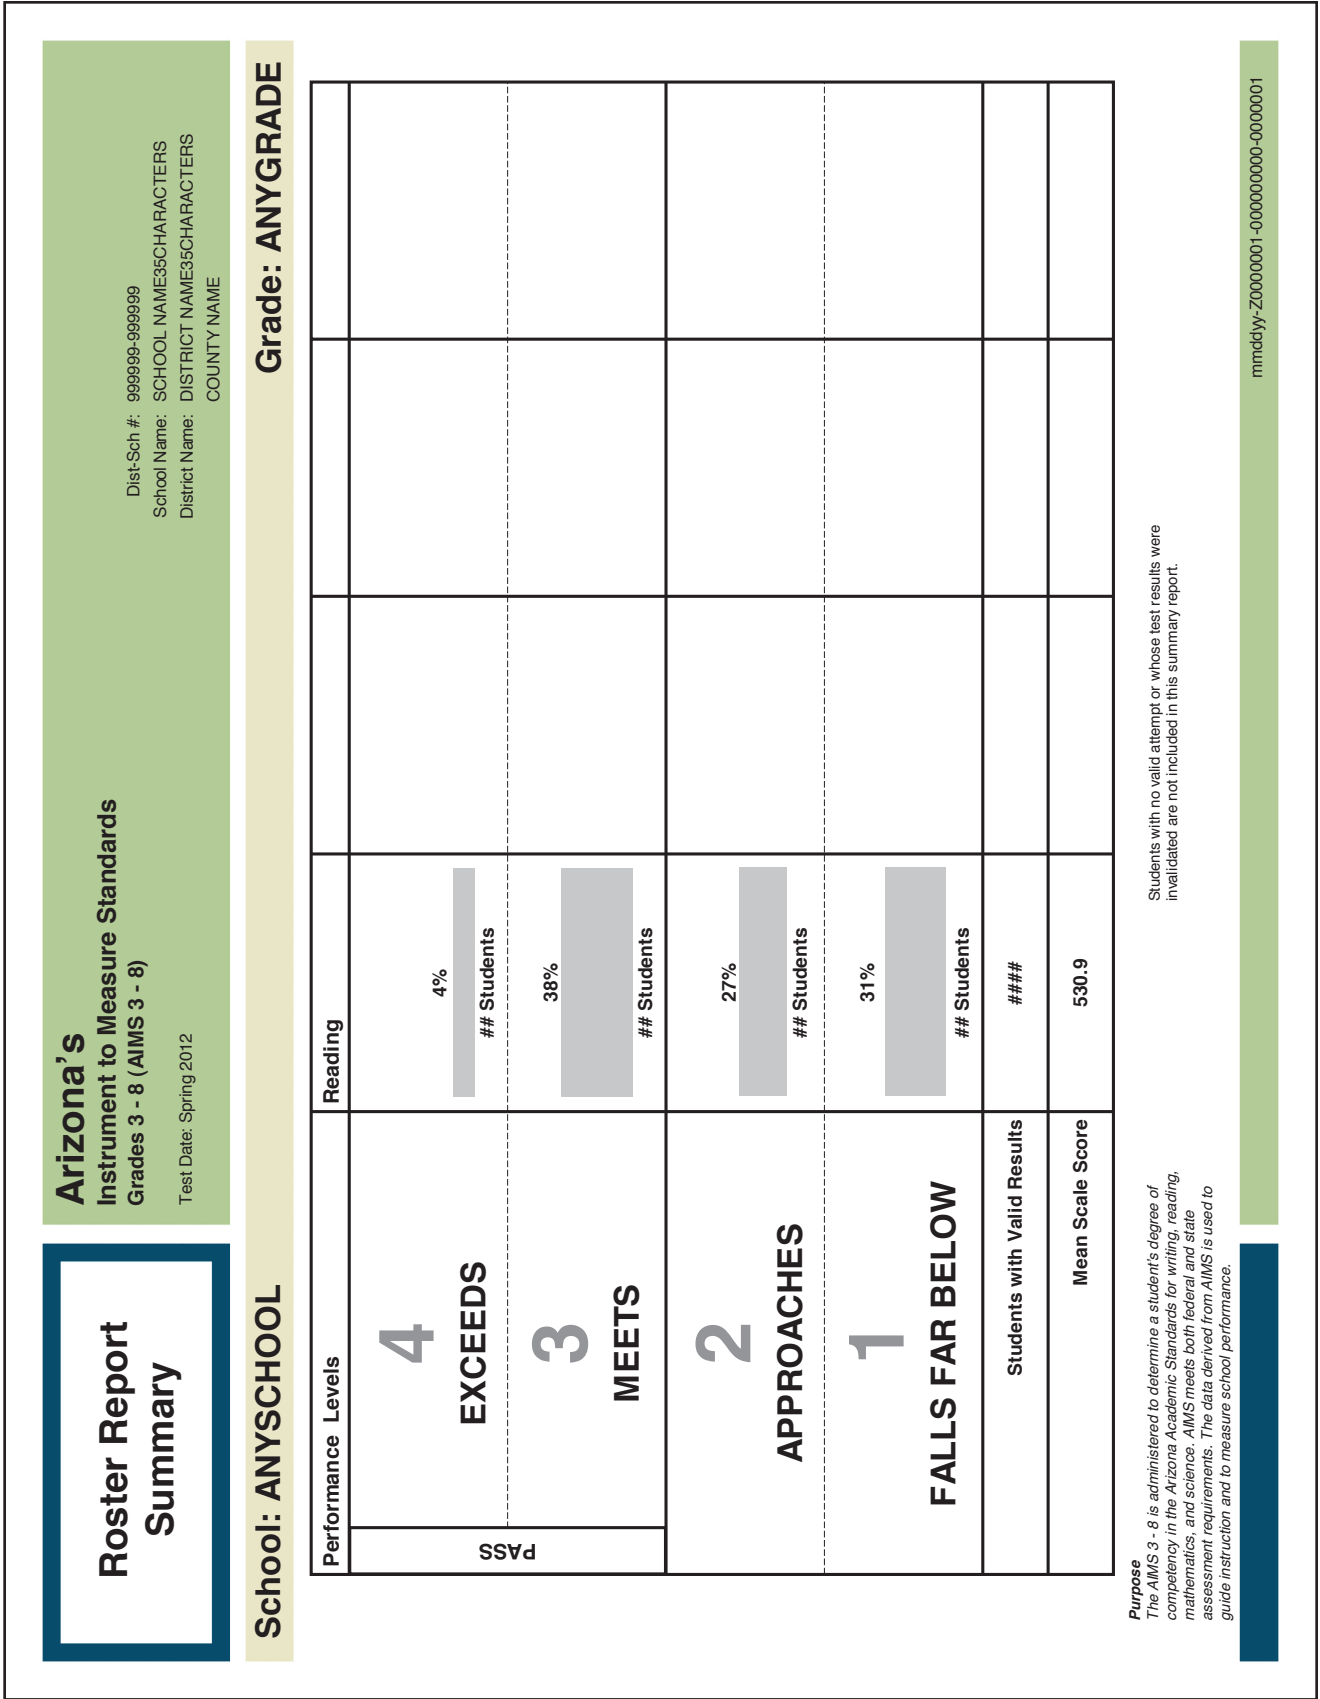 Roster Report
Summary
Arizona's
Instrument to Measure Standards
Grades 3 - 8 (AIMS 3 - 8)
Test Date: Spring 2012
Dist-Sch #: 999999-999999
School Name: SCHOOL NAME35CHARACTERS
District Name: DISTRICT NAME35CHARACTERS
COUNTY NAME
School: ANYSCHOOL Grade: ANYGRADE
Performance Levels Reading
PASS
4
EXCEEDS
4%
## Students
3
MEETS
38%
## Students
2
APPROACHES
27%
## Students
1
FALLS FAR BELOW
31%
## Students
Students with Valid Results ####
Mean Scale Score 530.9
Purpose
The AIMS 3 - 8 is administered to determine a student's degree of
competency in the Arizona Academic Standards for writing, reading,
mathematics, and science. AIMS meets both federal and state
assessment requirements. The data derived from AIMS is used to
guide instruction and to measure school performance.
Students with no valid attempt or whose test results were
invalidated are not included in this summary report.
mmddyy-Z0000001-000000000-0000001